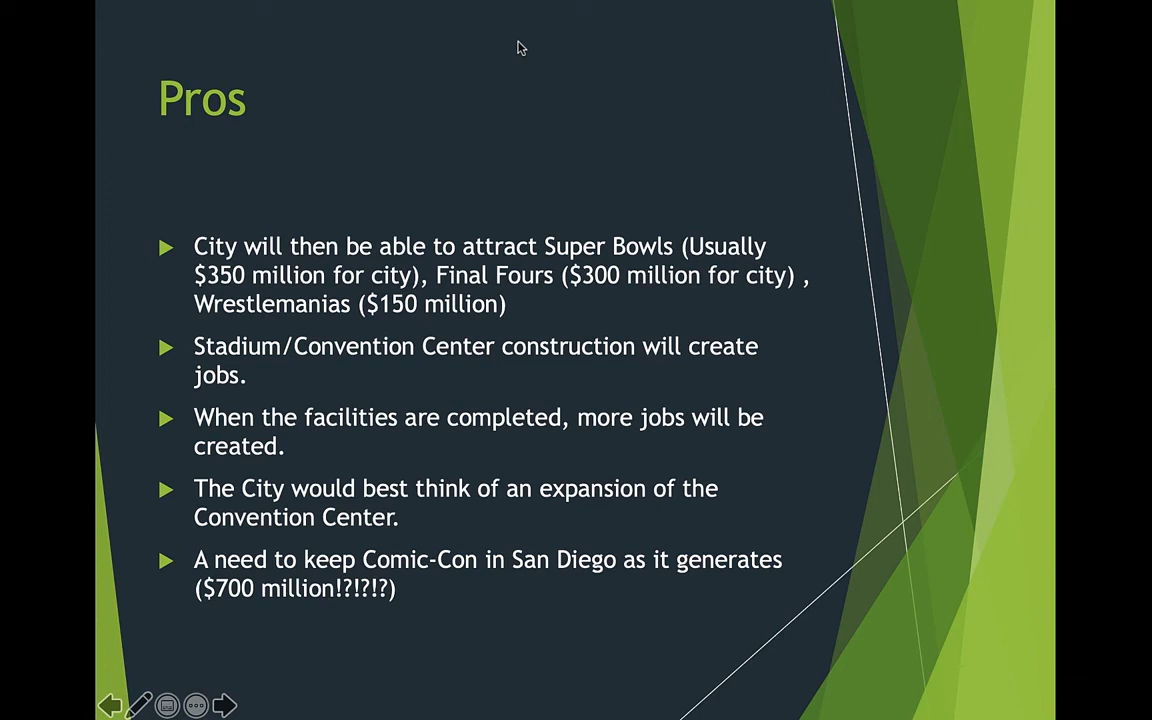 Pros
City will then be able to attract Super Bowls (Usually
$350 million for city), Final Fours ($300 million for city) ,
Wrestlemanias ($150 million)
Stadium/Convention Center construction will create
jobs.
When the facilities are completed, more jobs will be
created.
The City would best think of an expansion of the
Convention Center.
A need to keep Comic-Con in San Diego as it generates
($700 million!?!?!?)